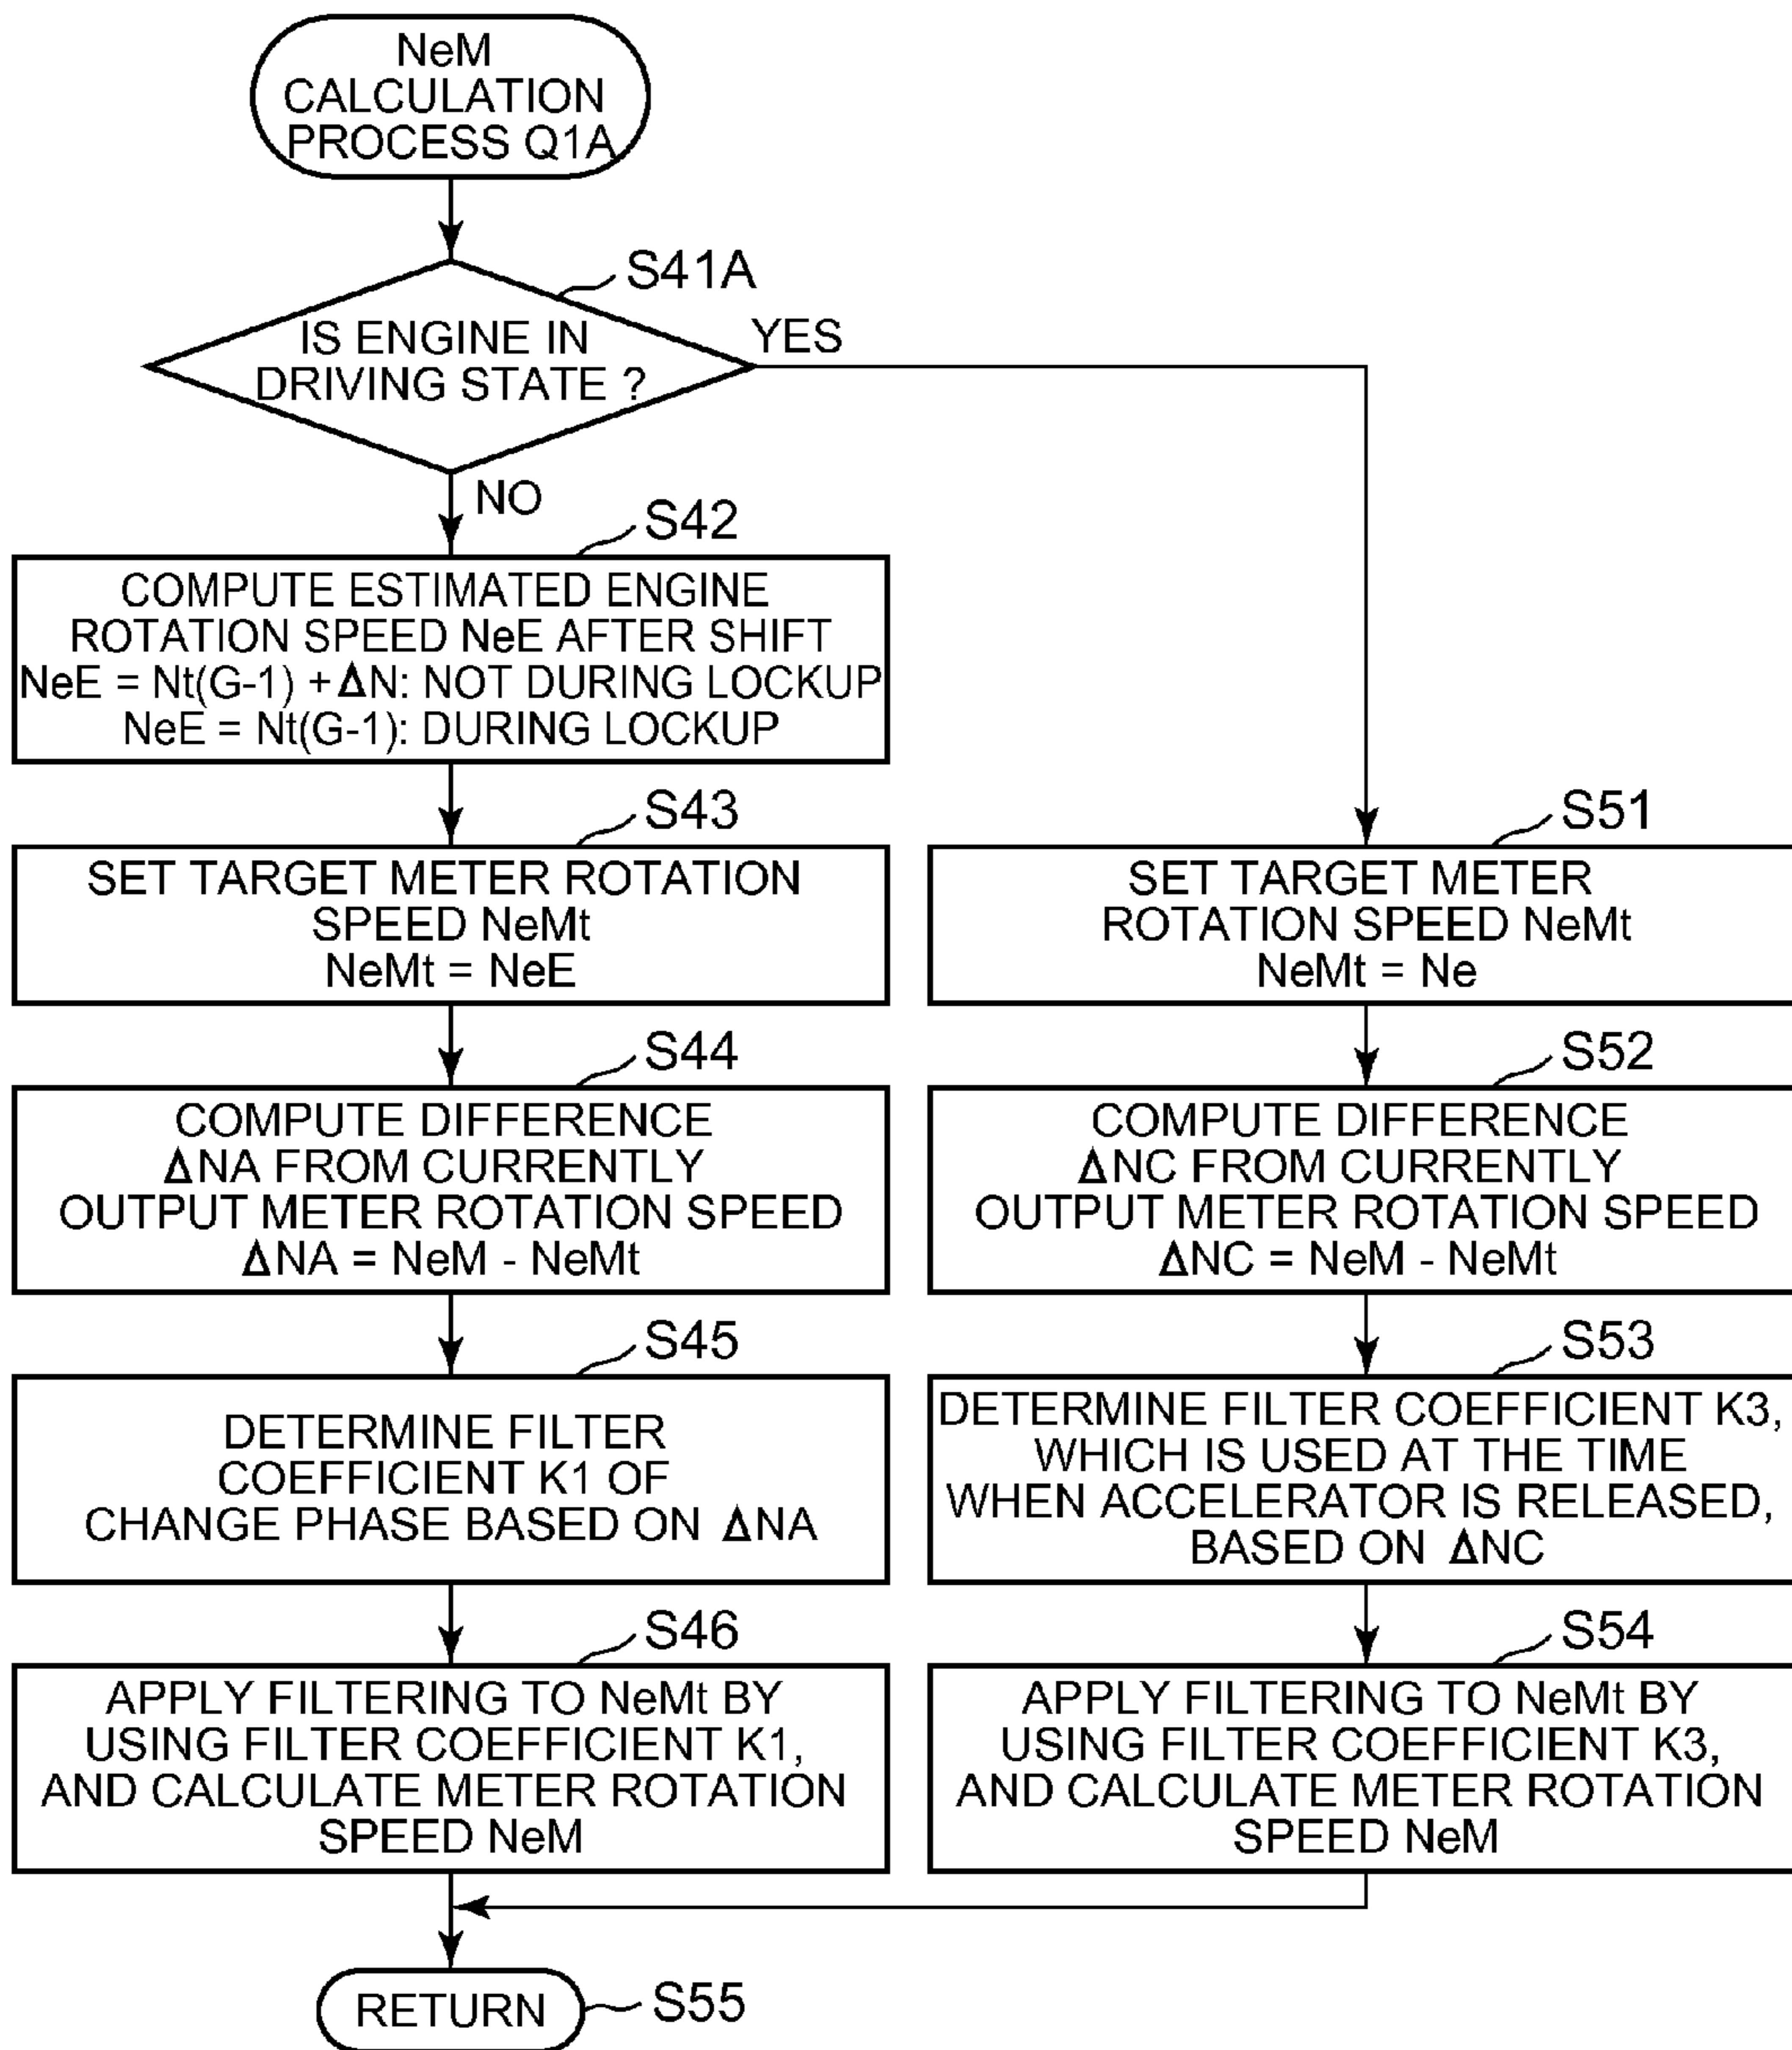 NeM
CALCULATION
PROCESS Q1A
S41A
IS ENGINE IN
DRIVING STATE ?
YES
NO
S42
COMPUTE ESTIMATED ENGINE
ROTATION SPEED NeE AFTER SHIFT
NeE = Nt(G-1) + ΔN: NOT DURING LOCKUP
NeE = Nt(G-1): DURING LOCKUP
S43
SET TARGET METER ROTATION
SPEED NeMt
NeMt = NeE
S44
COMPUTE DIFFERENCE
ΔNA FROM CURRENTLY
OUTPUT METER ROTATION SPEED
ΔNA = NeM - NeMt
S45
DETERMINE FILTER
COEFFICIENT K1 OF
CHANGE PHASE BASED ON ΔNA
S46
APPLY FILTERING TO NeMt BY
USING FILTER COEFFICIENT K1,
AND CALCULATE METER ROTATION
SPEED NeM
S51
SET TARGET METER
ROTATION SPEED NeMt
NeMt = Ne
S52
COMPUTE DIFFERENCE
ΔNC FROM CURRENTLY
OUTPUT METER ROTATION SPEED
ΔNC = NeM - NeMt
S53
DETERMINE FILTER COEFFICIENT K3,
WHICH IS USED AT THE TIME
WHEN ACCELERATOR IS RELEASED,
BASED ON ΔNC
S54
APPLY FILTERING TO NeMt BY
USING FILTER COEFFICIENT K3,
AND CALCULATE METER ROTATION
SPEED NeM
RETURN
S55